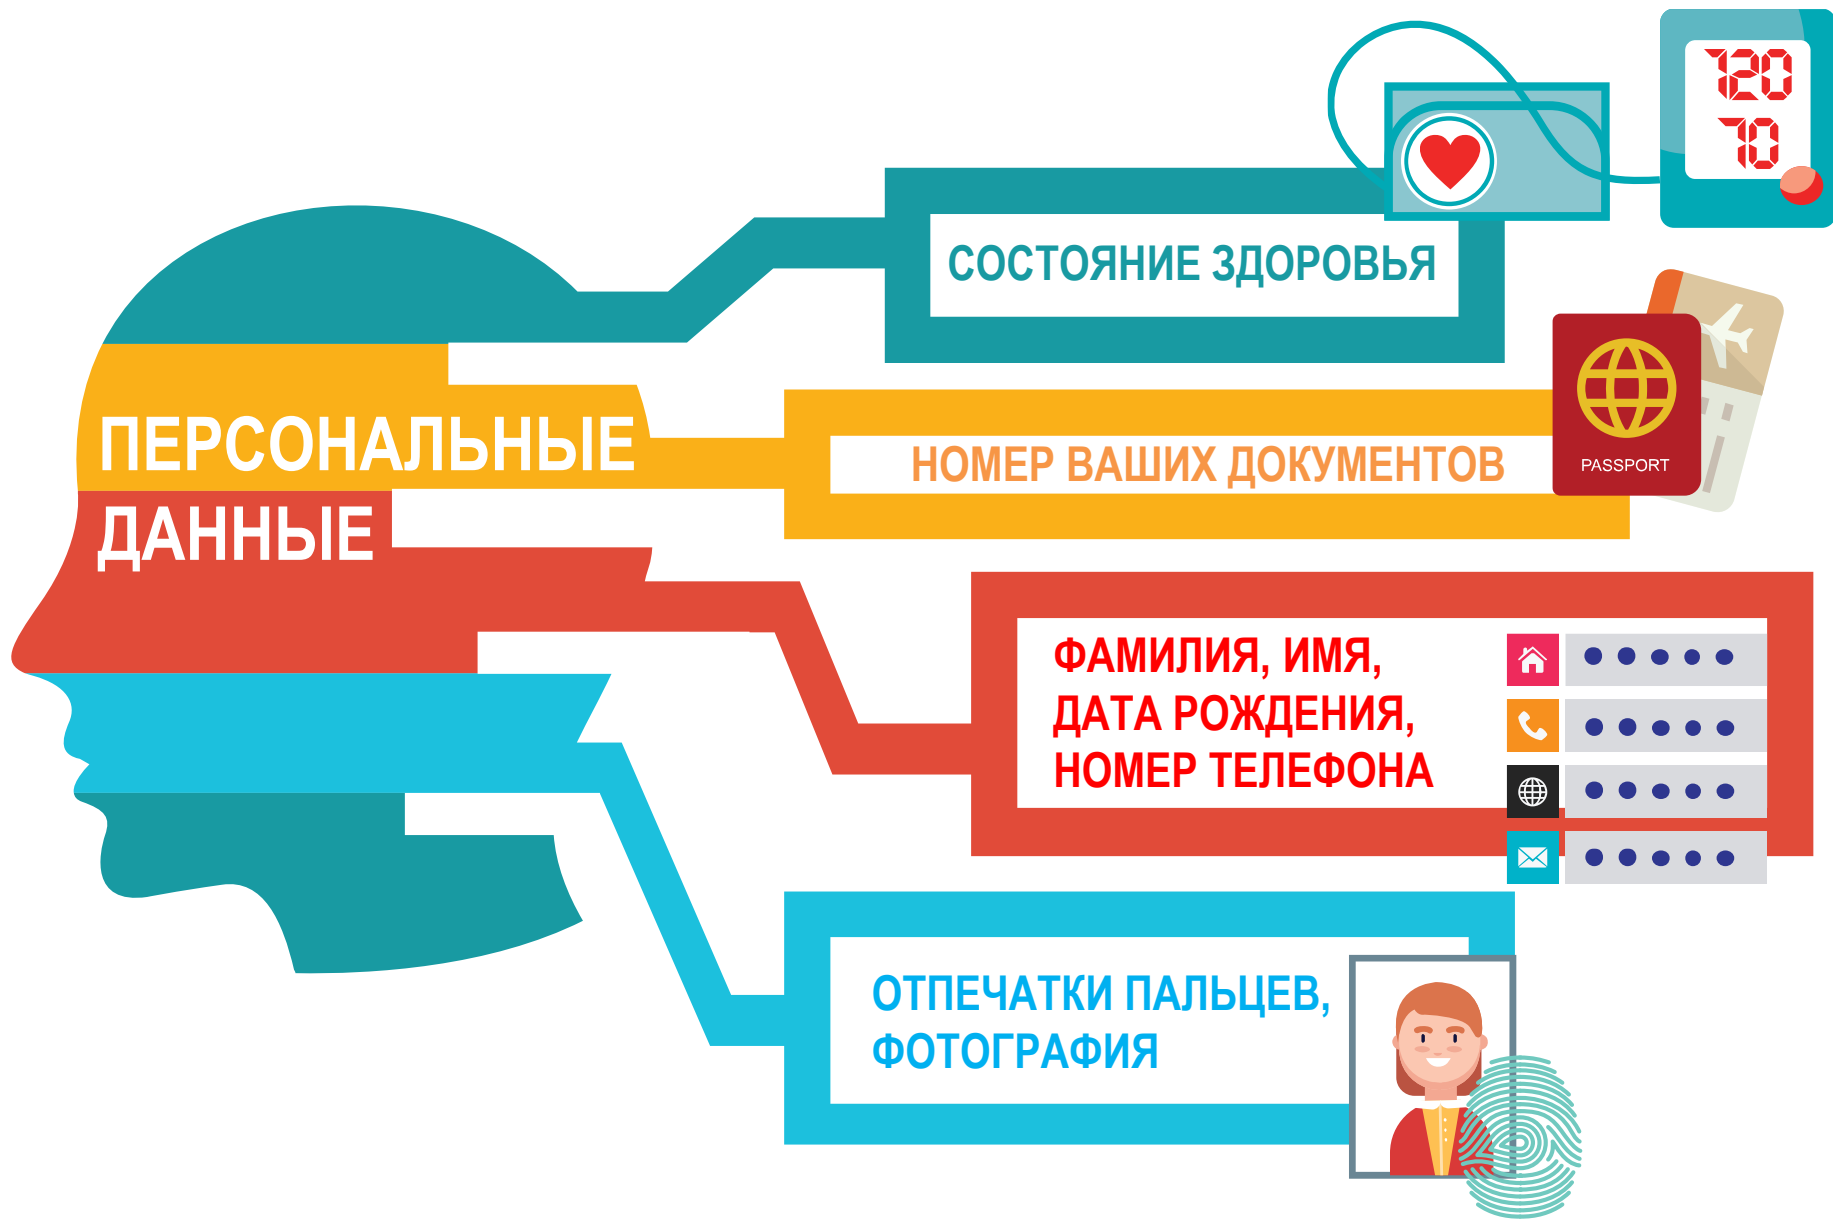 120
70
СОСТОЯНИЕ ЗДОРОВЬЯ
ПЕРСОНАЛЬНЫЕ
ДАННЫЕ
НОМЕР ВАШИХ ДОКУМЕНТОВ
PASSPORT
ФАМИЛИЯ, ИМЯ,
ДАТА РОЖДЕНИЯ,
НОМЕР ТЕЛЕФОНА
ОТПЕЧАТКИ ПАЛЬЦЕВ,
ФОТОГРАФИЯ